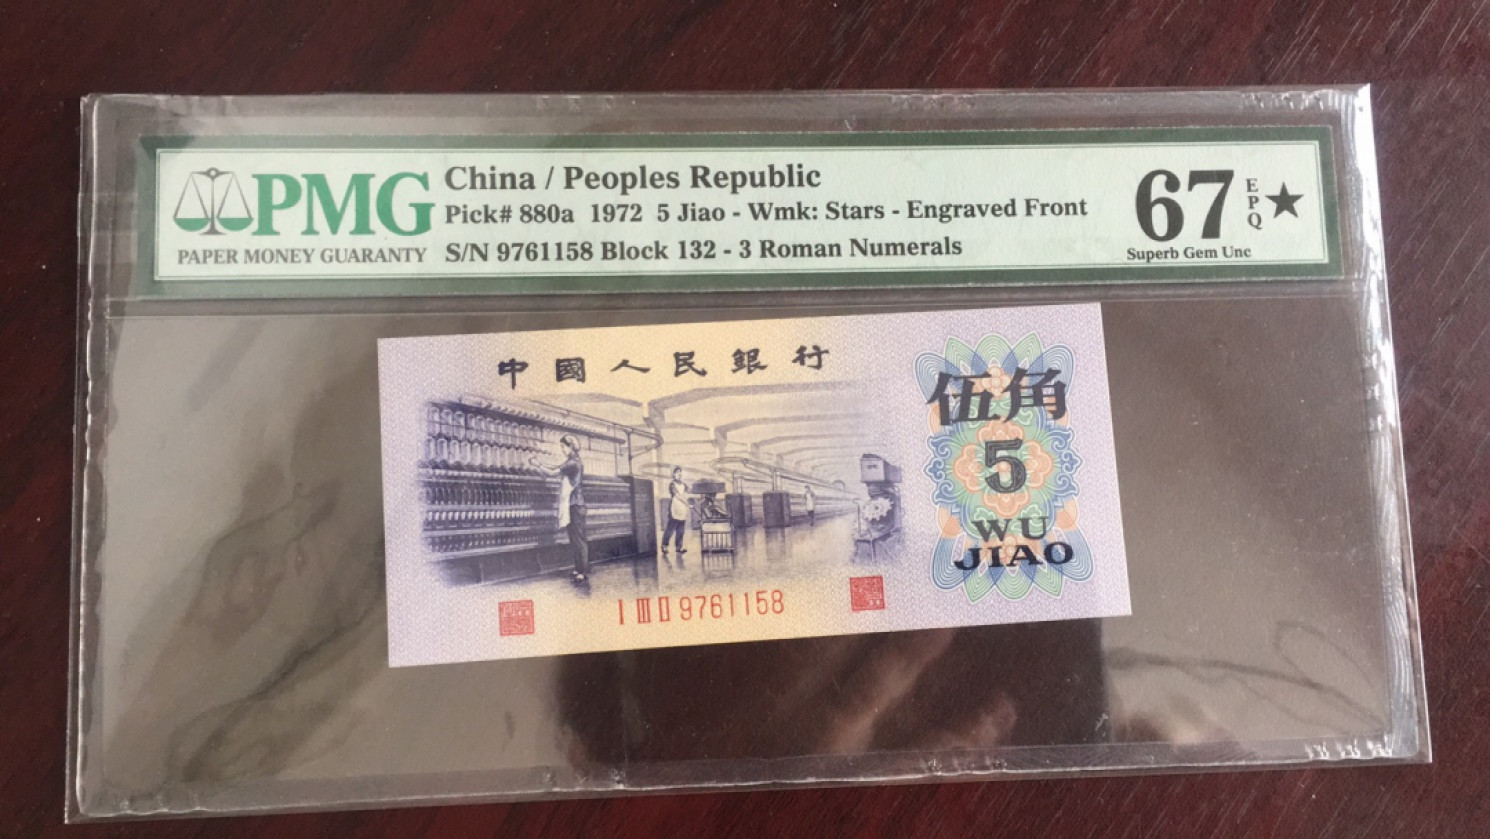 PMG
PAPER MONEY GUARANTY
China / Peoples Republic
Pick# 880a 1972 5 Jiao - Wmk: Stars - Engraved Front
S/N 9761158 Block 132 - 3 Roman Numerals
67 EPQ ★
Superb Gem Unc
中國人民銀行
伍角
5
WU
JIAO
I III II 9761158